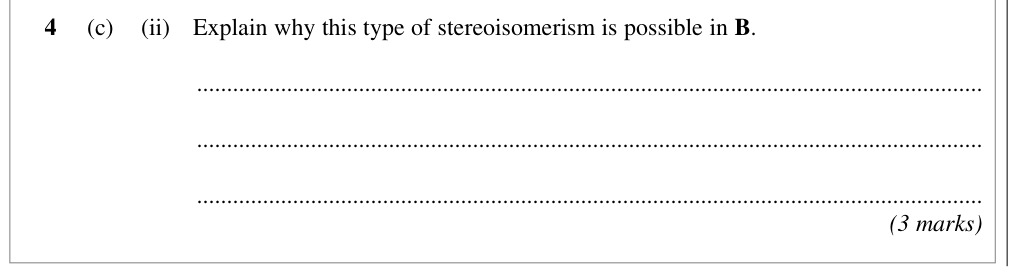 4 (c) (ii) Explain why this type of stereoisomerism is possible in B.
(3 marks)